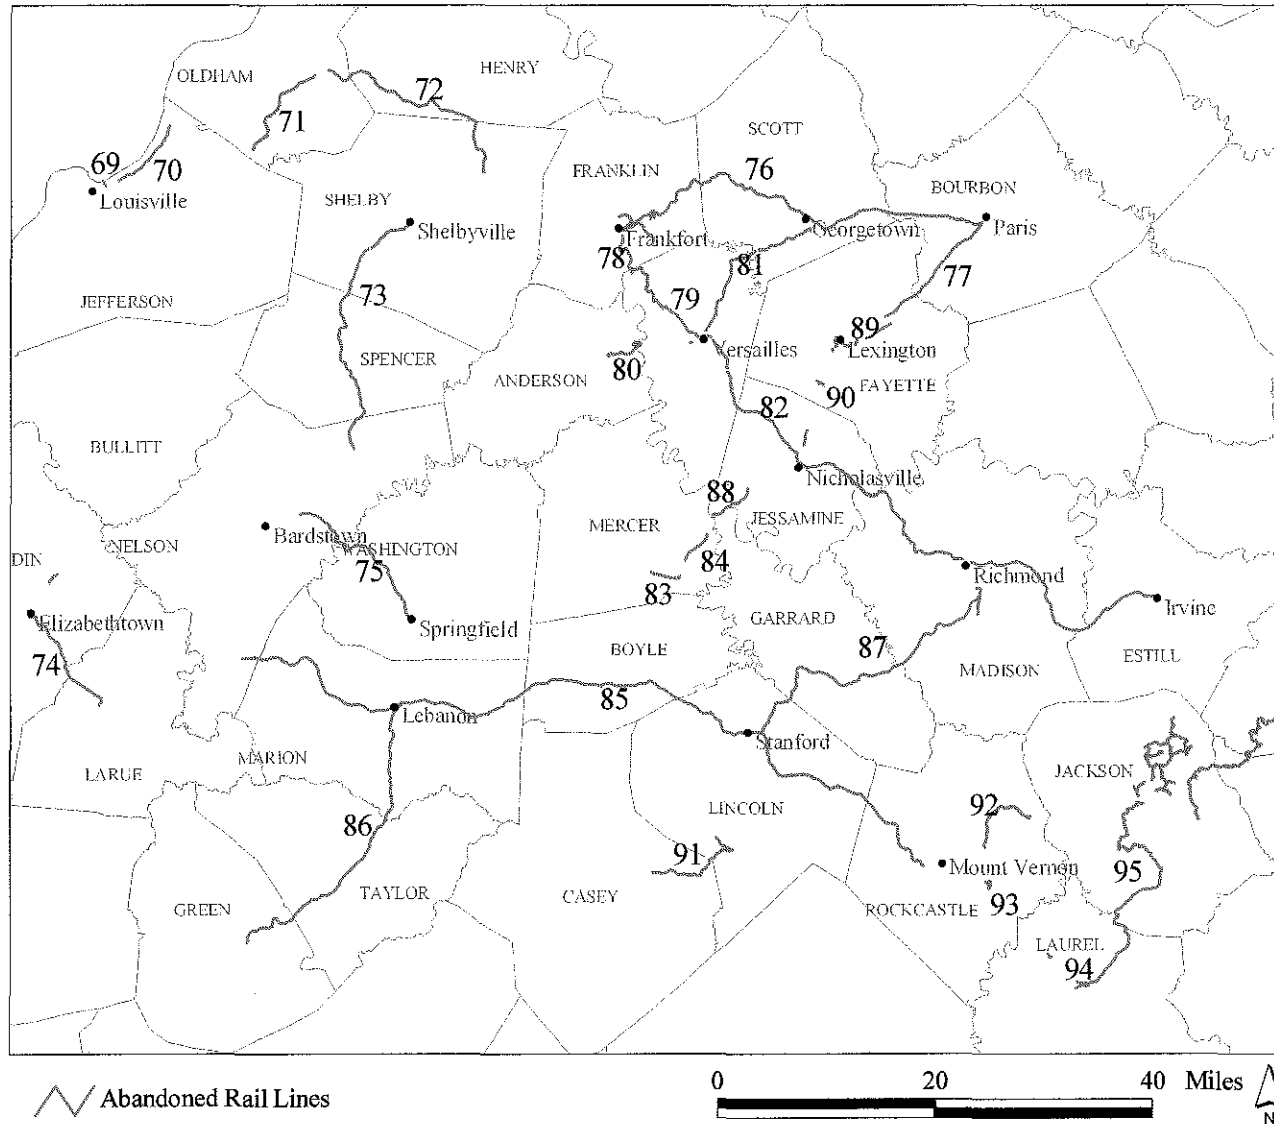 HENRY
OLDHAM
72
71
SCOTT
69
70
76
FRANKLIN
BOURBON
Louisville
SHELBY
Shelbyville
Frankfort
Georgetown
Paris
78
81
77
JEFFERSON
73
79
89
Versailles
Lexington
SPENCER
80
ANDERSON
90
FAYETTE
82
BULLITT
Nicholasville
88
MERCER
JESSAMINE
Bardstown
NELSON
WASHINGTON
DIN
84
75
Richmond
83
Irvine
Elizabethtown
Springfield
GARRARD
BOYLE
87
74
MADISON
ESTILL
85
Lebanon
Stanford
MARION
LARUE
JACKSON
LINCOLN
92
86
91
Mount Vernon
95
TAYLOR
CASEY
GREEN
93
ROCKCASTLE
LAUREL
94
Abandoned Rail Lines
0 20 40 Miles
N